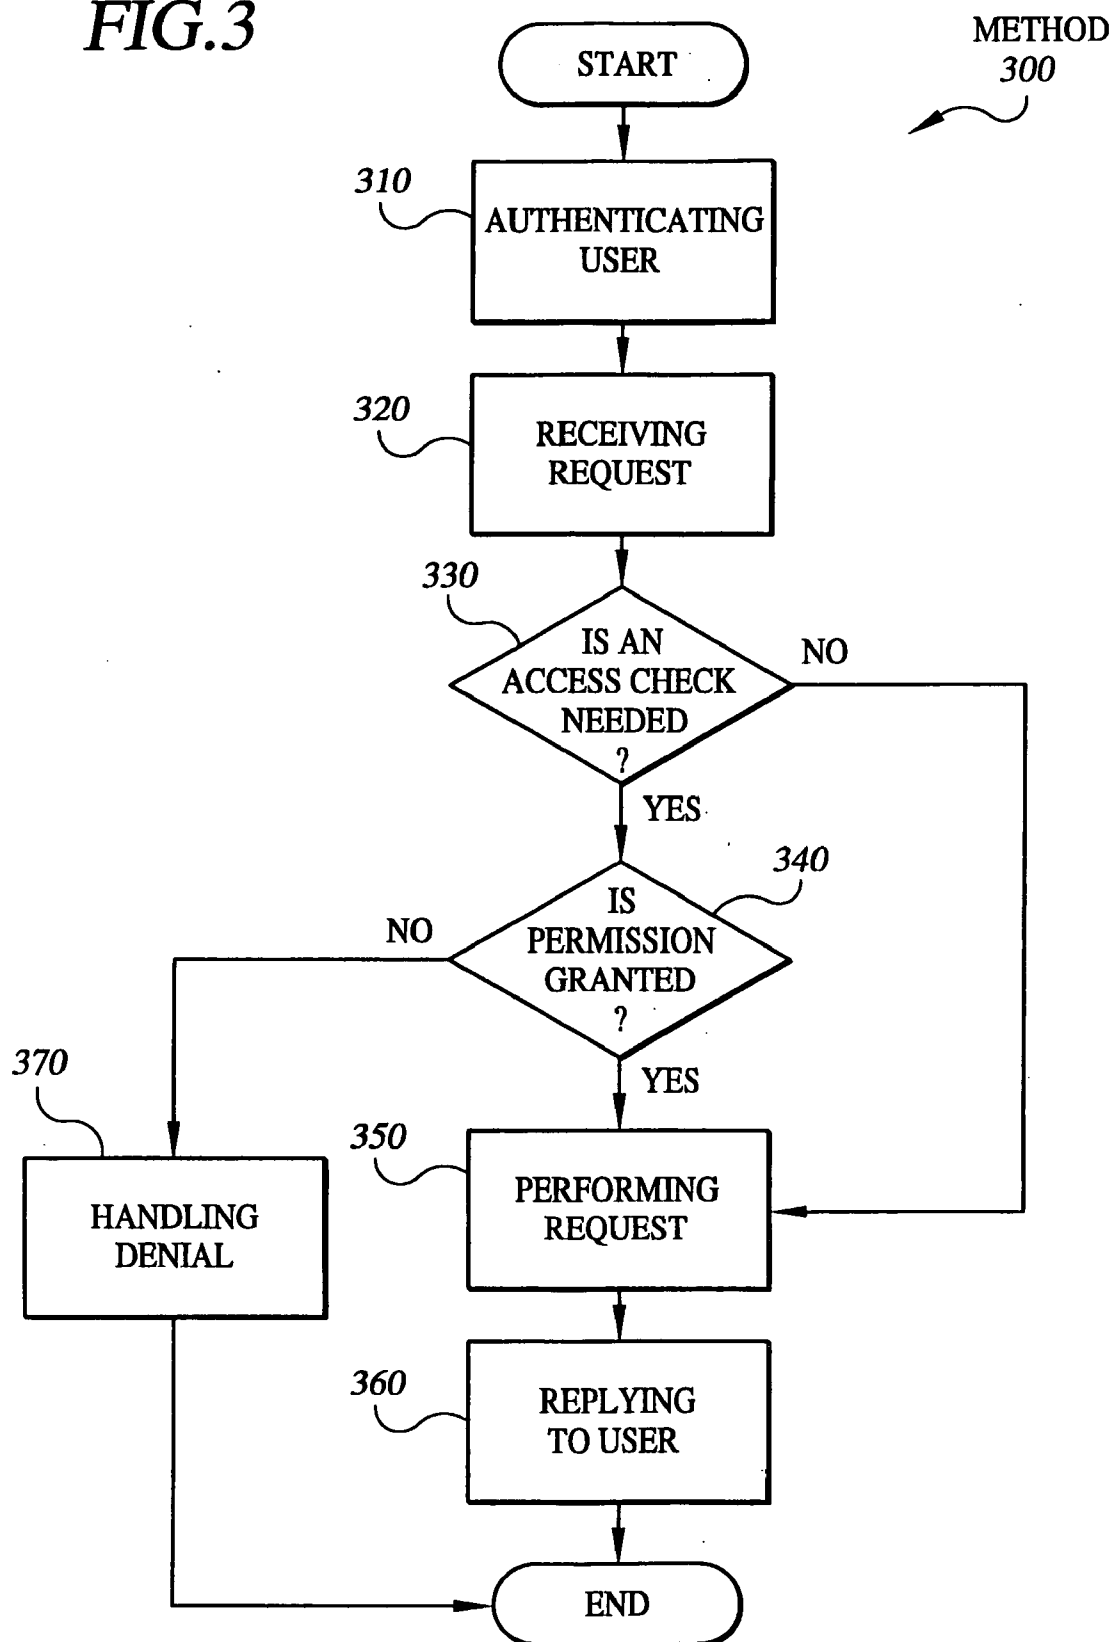 FIG.3
METHOD
300
START
310
AUTHENTICATING
USER
320
RECEIVING
REQUEST
330
IS AN
ACCESS CHECK
NEEDED
?
NO
YES
340
IS
PERMISSION
GRANTED
?
NO
YES
370
HANDLING
DENIAL
350
PERFORMING
REQUEST
360
REPLYING
TO USER
END